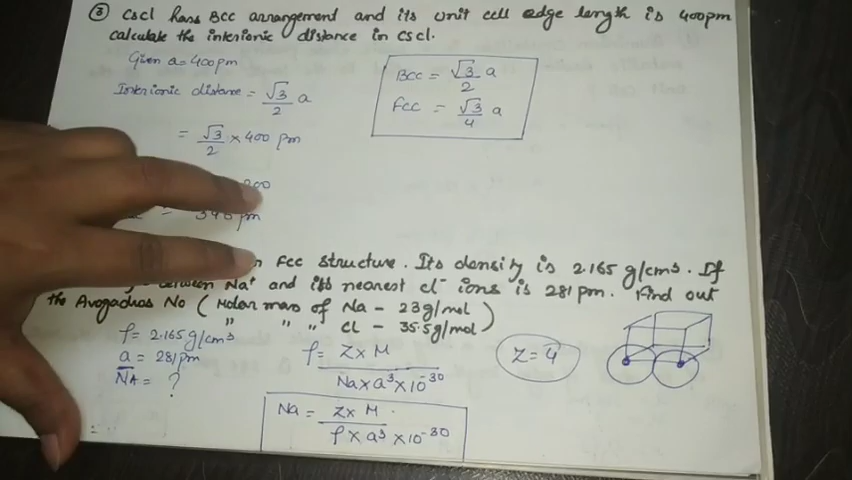 ③ CsCl has BCC arrangement and its unit cell edge length is 400pm
calculate the interionic distance in CsCl.
Given a=400pm
Interionic distance = √3/2 a
= √3/2 × 400 pm
200
= 346 pm
BCC = √3/2 a
FCC = √3/4 a
FCC structure. Its density is 2.165 g/cm³. If
between Na⁺ and its nearest Cl⁻ ions is 281 pm. Find out
the Avogadros No (Molar mass of Na - 23g/mol
" " " Cl - 35.5g/mol)
ρ = 2.165 g/cm³
a = 281pm
NA = ?
ρ = Z×M / Na×a³×10⁻³⁰
Z=4
Na = Z×M / ρ×a³×10⁻³⁰